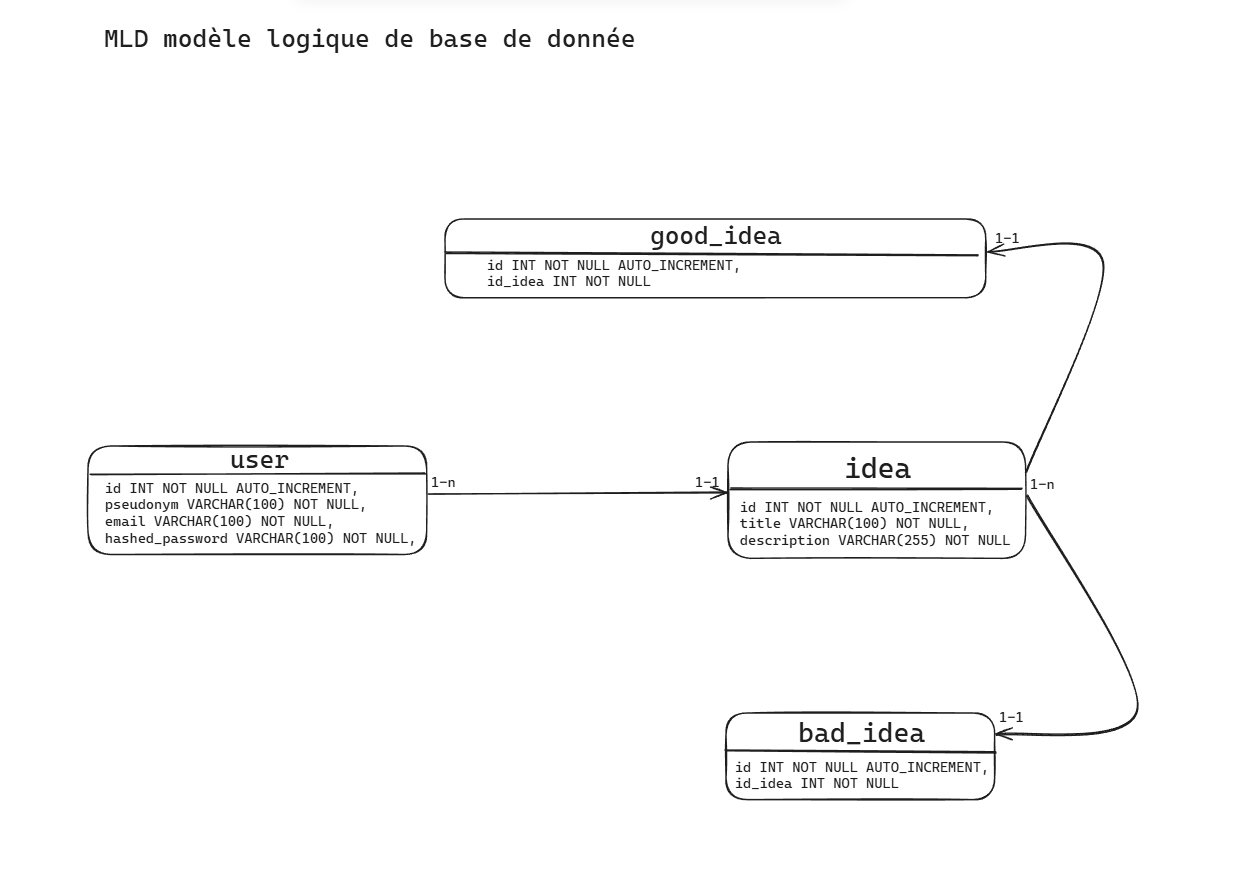 MLD modèle logique de base de donnée
good_idea
1-1
id INT NOT NULL AUTO_INCREMENT,
id_idea INT NOT NULL
user
1-n
id INT NOT NULL AUTO_INCREMENT,
pseudonym VARCHAR(100) NOT NULL,
email VARCHAR(100) NOT NULL,
hashed_password VARCHAR(100) NOT NULL,
1-1
idea
1-n
id INT NOT NULL AUTO_INCREMENT,
title VARCHAR(100) NOT NULL,
description VARCHAR(255) NOT NULL
1-1
bad_idea
id INT NOT NULL AUTO_INCREMENT,
id_idea INT NOT NULL